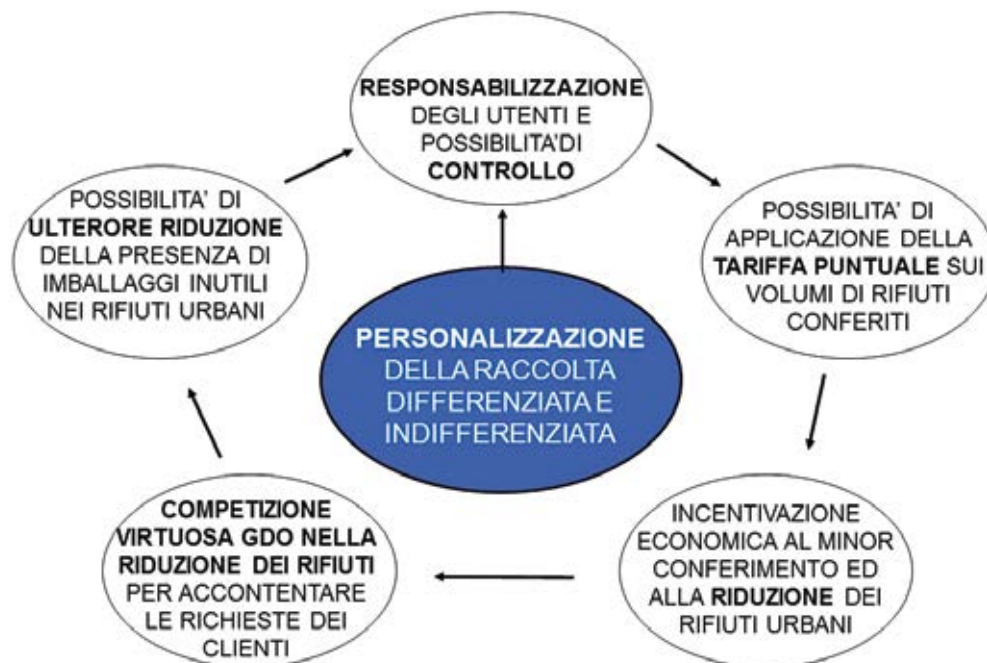 RESPONSABILIZZAZIONE
DEGLI UTENTI E
POSSIBILITA'DI
CONTROLLO
POSSIBILITA' DI
APPLICAZIONE DELLA
TARIFFA PUNTUALE SUI
VOLUMI DI RIFIUTI
CONFERITI
INCENTIVAZIONE
ECONOMICA AL MINOR
CONFERIMENTO ED
ALLA RIDUZIONE DEI
RIFIUTI URBANI
COMPETIZIONE
VIRTUOSA GDO NELLA
RIDUZIONE DEI RIFIUTI
PER ACCONTENTARE
LE RICHIESTE DEI
CLIENTI
POSSIBILITA' DI
ULTERORE RIDUZIONE
DELLA PRESENZA DI
IMBALLAGGI INUTILI
NEI RIFIUTI URBANI
PERSONALIZZAZIONE
DELLA RACCOLTA
DIFFERENZIATA E
INDIFFERENZIATA